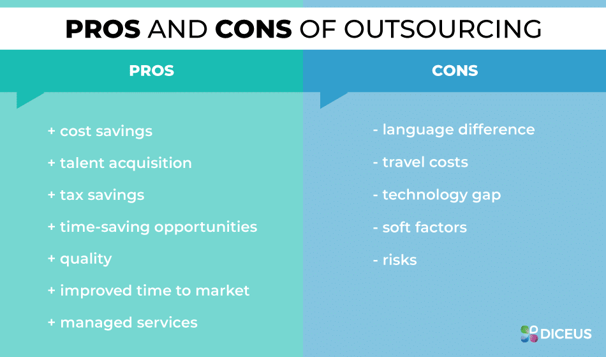 PROS AND CONS OF OUTSOURCING
PROS
+ cost savings
+ talent acquisition
+ tax savings
+ time-saving opportunities
+ quality
+ improved time to market
+ managed services
CONS
- language difference
- travel costs
- technology gap
- soft factors
- risks
DICEUS